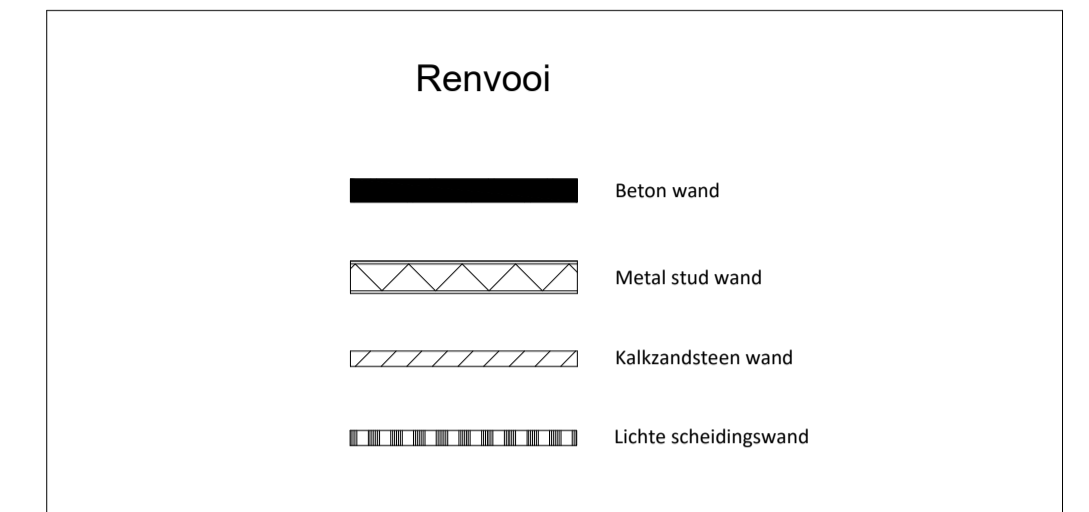 Renvooi
Beton wand
Metal stud wand
Kalkzandsteen wand
Lichte scheidingswand